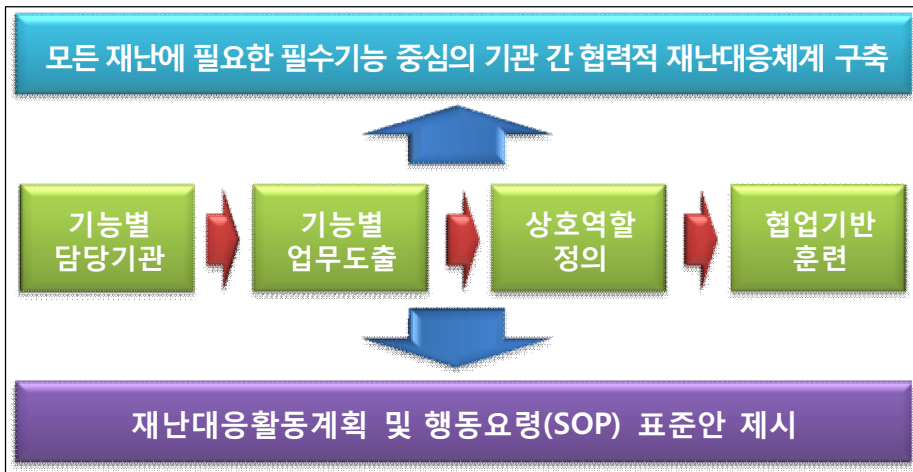 모든 재난에 필요한 필수기능 중심의 기관 간 협력적 재난대응체계 구축
기능별
담당기관
기능별
업무도출
상호역할
정의
협업기반
훈련
재난대응활동계획 및 행동요령(SOP) 표준안 제시